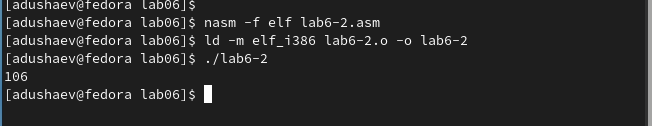 [adushaev@fedora lab06]$
[adushaev@fedora lab06]$ nasm -f elf lab6-2.asm
[adushaev@fedora lab06]$ ld -m elf_i386 lab6-2.o -o lab6-2
[adushaev@fedora lab06]$ ./lab6-2
106
[adushaev@fedora lab06]$